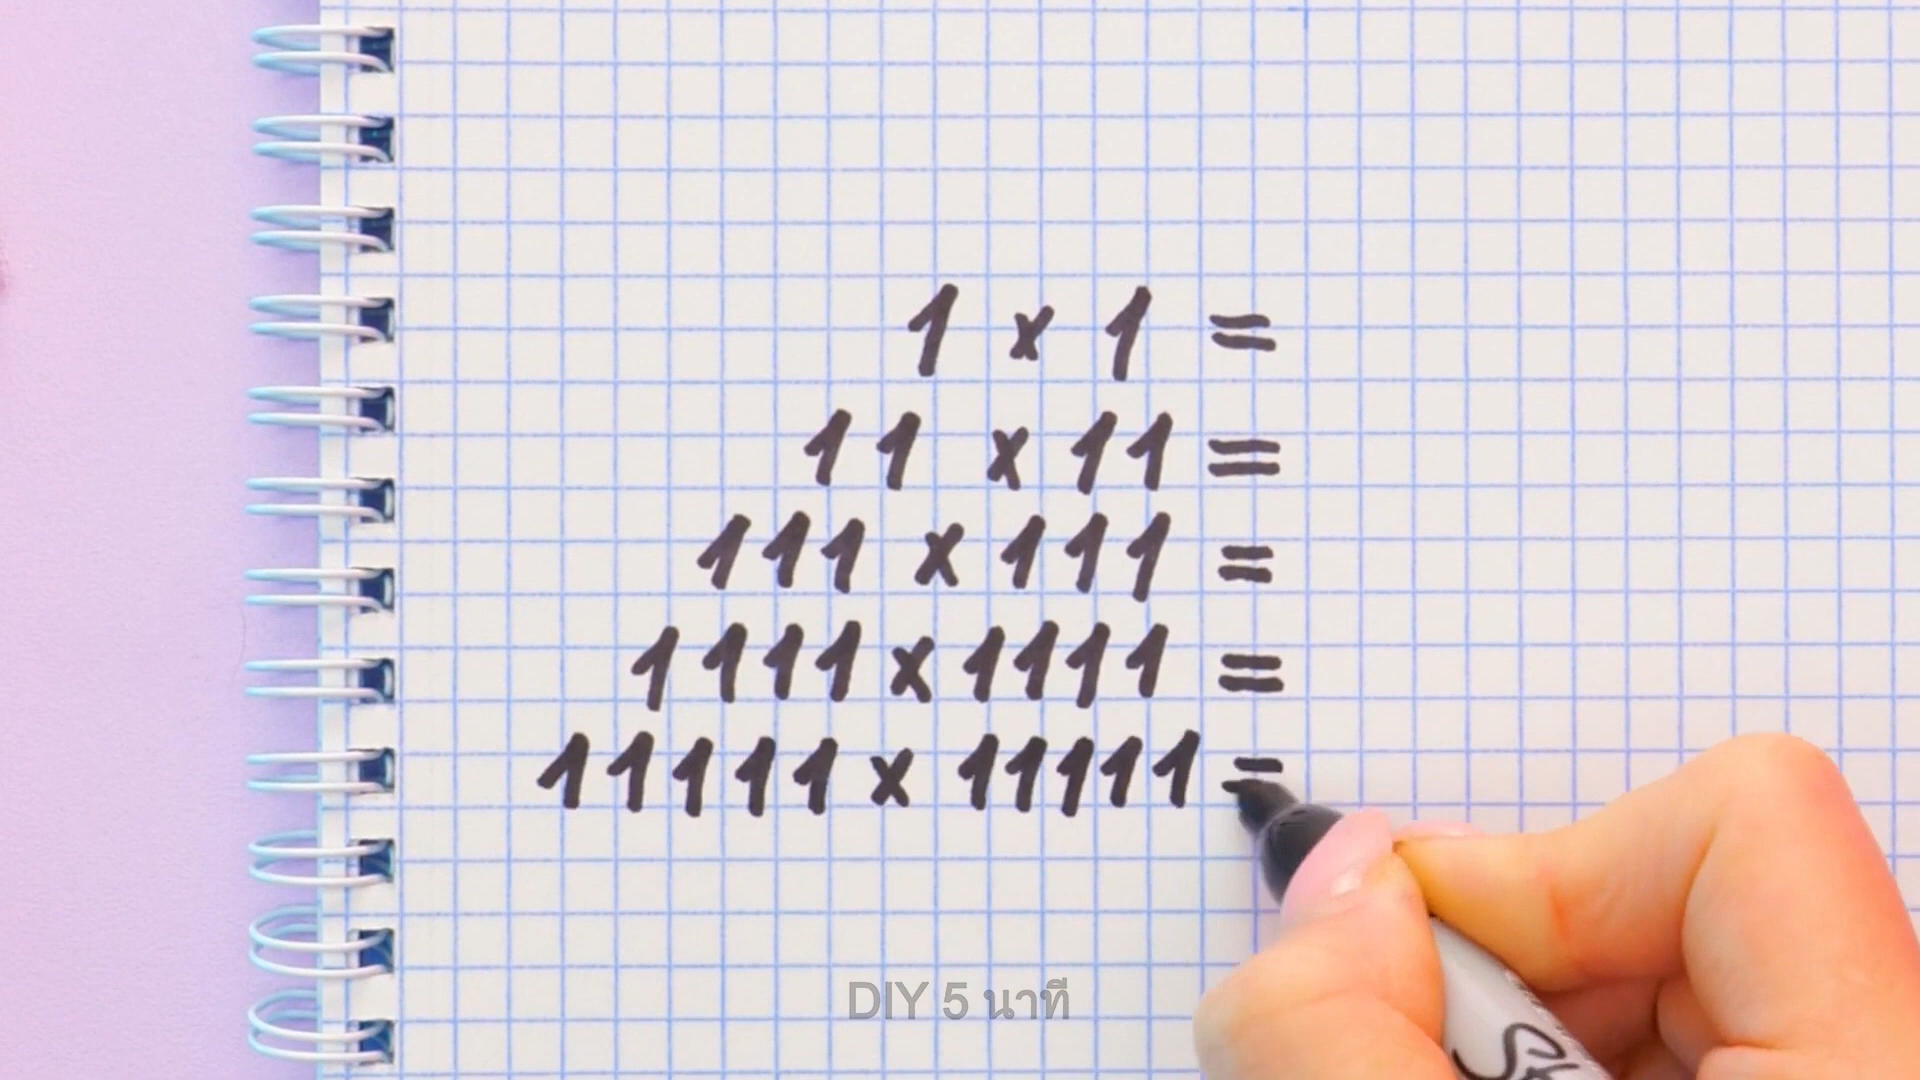 1 x 1 =
11 x 11 =
111 x 111 =
1111 x 1111 =
11111 x 11111 =
DIY 5 นาที